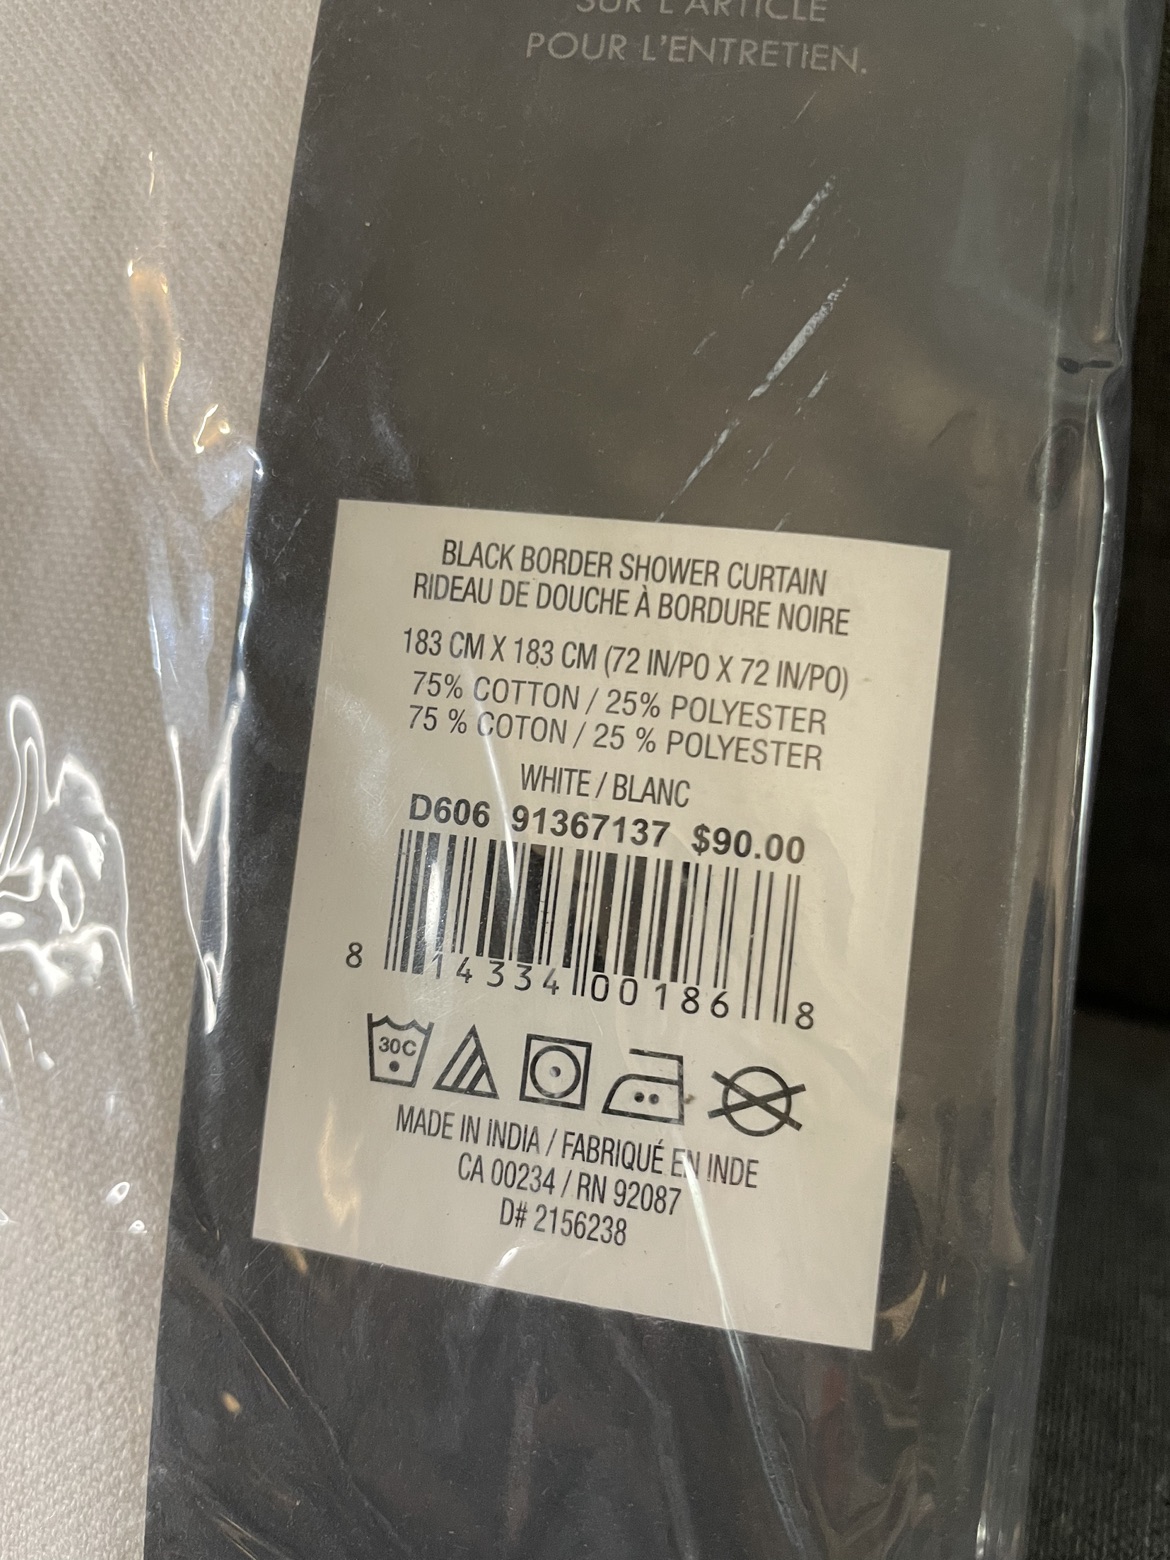 SUR L'ARTICLE
POUR L'ENTRETIEN.
BLACK BORDER SHOWER CURTAIN
RIDEAU DE DOUCHE À BORDURE NOIRE
183 CM X 183 CM (72 IN/PO X 72 IN/PO)
75% COTTON / 25% POLYESTER
75 % COTON / 25 % POLYESTER
WHITE / BLANC
D606 91367137 $90.00
8 14334 00186 8
30C
MADE IN INDIA / FABRIQUÉ EN INDE
CA 00234 / RN 92087
D# 2156238